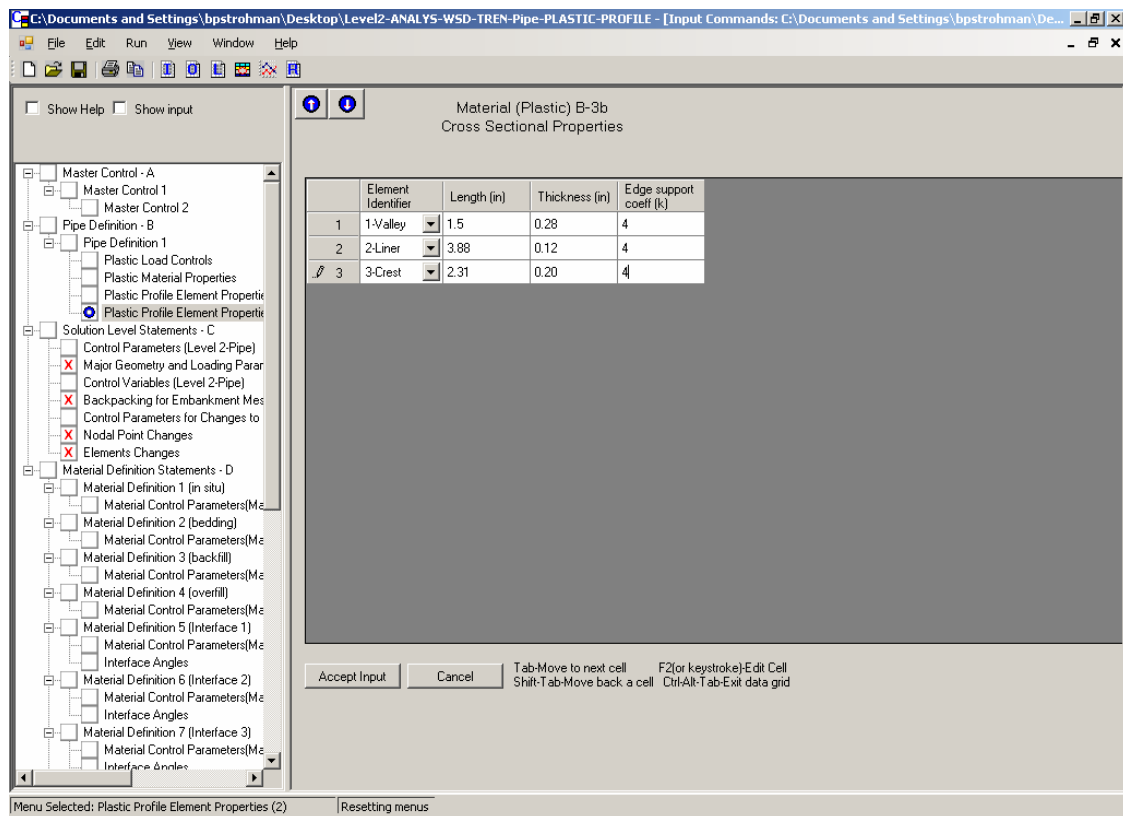 C:\Documents and Settings\bpstrohman\Desktop\Level2-ANALYS-WSD-TREN-Pipe-PLASTIC-PROFILE - [Input Commands: C:\Documents and Settings\bpstrohman\De...
File Edit Run View Window Help
Show Help Show input
Material (Plastic) B-3b
Cross Sectional Properties
Master Control - A
Master Control 1
Master Control 2
Pipe Definition - B
Pipe Definition 1
Plastic Load Controls
Plastic Material Properties
Plastic Profile Element Propertie
Plastic Profile Element Propertie
Solution Level Statements - C
Control Parameters (Level 2-Pipe)
X Major Geometry and Loading Parar
Control Variables (Level 2-Pipe)
X Backpacking for Embankment Mes
Control Parameters for Changes to
X Nodal Point Changes
X Elements Changes
Material Definition Statements - D
Material Definition 1 (in situ)
Material Control Parameters(Ma
Material Definition 2 (bedding)
Material Control Parameters(Ma
Material Definition 3 (backfill)
Material Control Parameters(Ma
Material Definition 4 (overfill)
Material Control Parameters(Ma
Material Definition 5 (Interface 1)
Material Control Parameters(Ma
Interface Angles
Material Definition 6 (Interface 2)
Material Control Parameters(Ma
Interface Angles
Material Definition 7 (Interface 3)
Material Control Parameters(Ma
Interface Angles
Element Identifier Length (in) Thickness (in) Edge support coeff (k)
1 1-Valley 1.5 0.28 4
2 2-Liner 3.88 0.12 4
3 3-Crest 2.31 0.20 4
Accept Input Cancel
Tab-Move to next cell F2(or keystroke)-Edit Cell
Shift-Tab-Move back a cell Ctrl-Alt-Tab-Exit data grid
Menu Selected: Plastic Profile Element Properties (2) Resetting menus